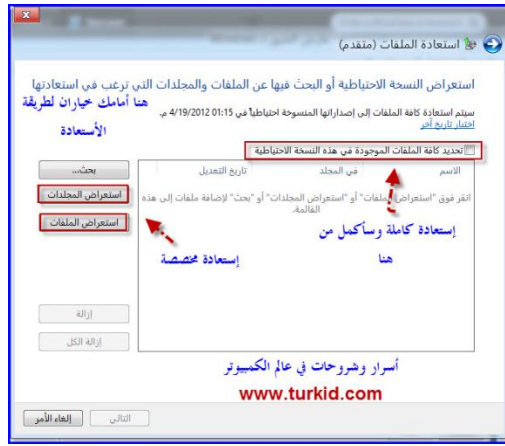 استعادة الملفات (متقدم)
استعراض النسخة الاحتياطية أو البحث فيها عن الملفات والمجلدات التي ترغب في استعادتها
هنا أمامك خياران لطريقة
الأستعادة
سيتم استعادة كافة الملفات إلى إصداراتها المنسوخة احتياطياً في 4/19/2012 01:15 م.
اختيار تاريخ آخر
تحديد كافة الملفات الموجودة في هذه النسخة الاحتياطية
الاسم في المجلد تاريخ التعديل
بحث...
استعراض المجلدات
استعراض الملفات
انقر فوق "استعراض الملفات" أو "استعراض المجلدات" أو "بحث" لإضافة ملفات إلى هذه
القائمة.
إستعادة كاملة وسأكمل من
هنا
إستعادة مخصصة
إزالة
إزالة الكل
أسرار وشروحات في عالم الكمبيوتر
www.turkid.com
التالي
إلغاء الأمر